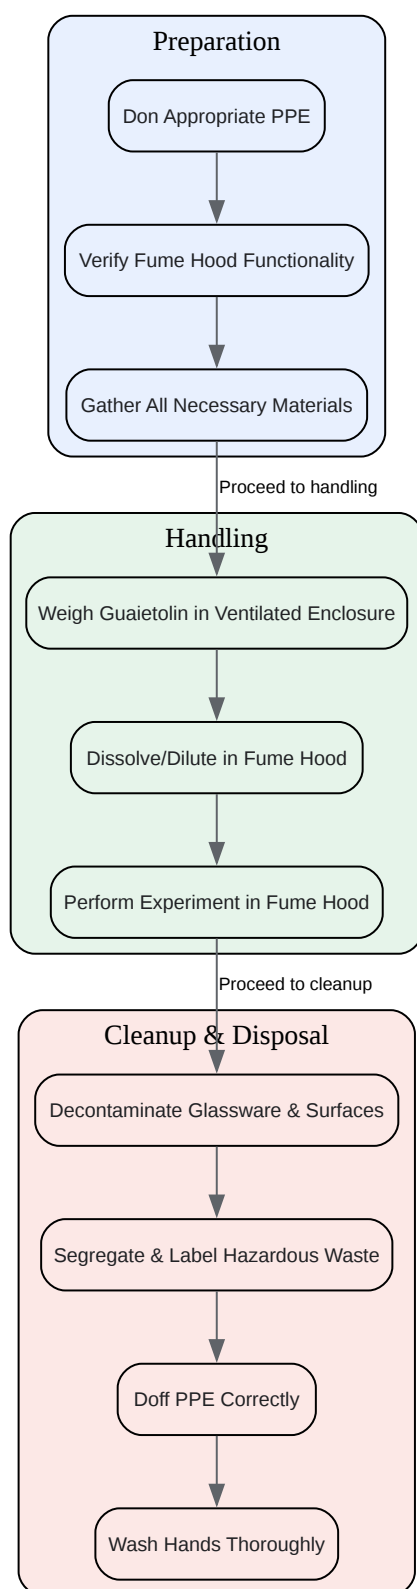 Preparation
Don Appropriate PPE
Verify Fume Hood Functionality
Gather All Necessary Materials
Proceed to handling
Handling
Weigh Guaietolin in Ventilated Enclosure
Dissolve/Dilute in Fume Hood
Perform Experiment in Fume Hood
Proceed to cleanup
Cleanup & Disposal
Decontaminate Glassware & Surfaces
Segregate & Label Hazardous Waste
Doff PPE Correctly
Wash Hands Thoroughly